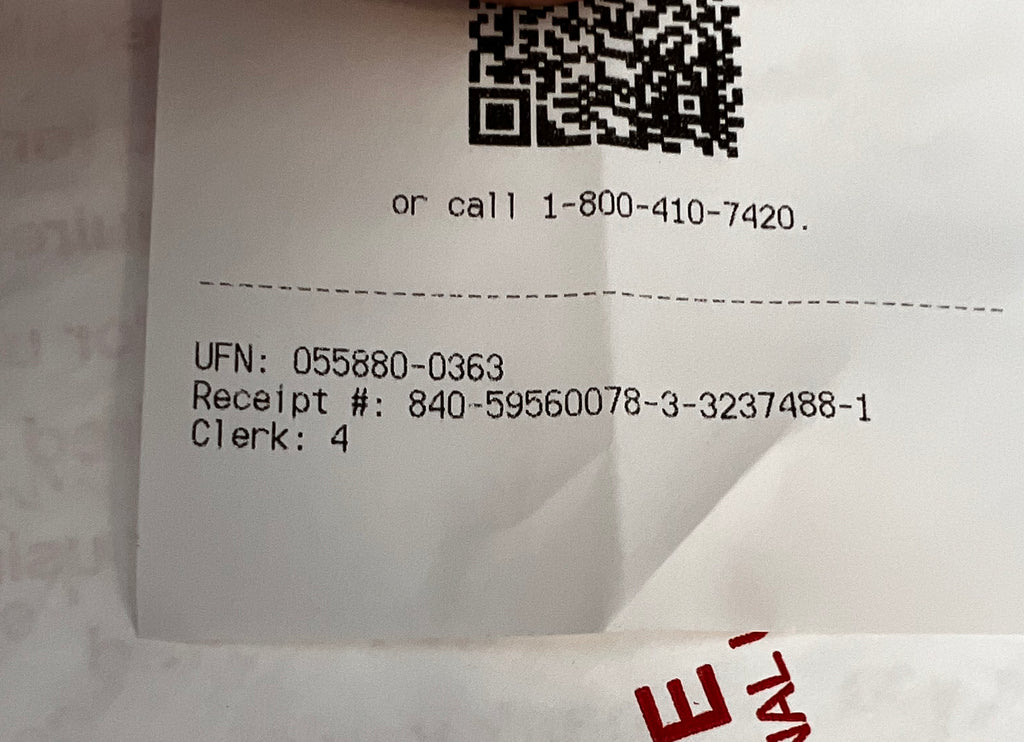 or call 1-800-410-7420.
UFN: 055880-0363
Receipt #: 840-59560078-3-3237488-1
Clerk: 4